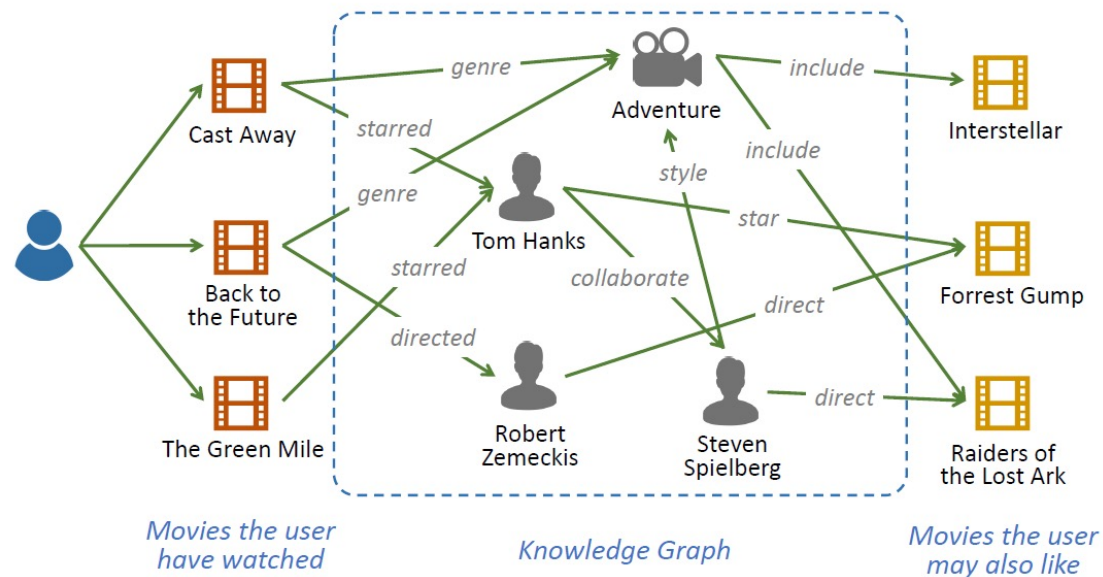 genre
include
Adventure
Cast Away
Interstellar
starred
include
style
genre
star
Tom Hanks
starred
collaborate
Back to
the Future
Forrest Gump
direct
directed
direct
Robert
Zemeckis
Steven
Spielberg
The Green Mile
Raiders of
the Lost Ark
Movies the user
have watched
Knowledge Graph
Movies the user
may also like